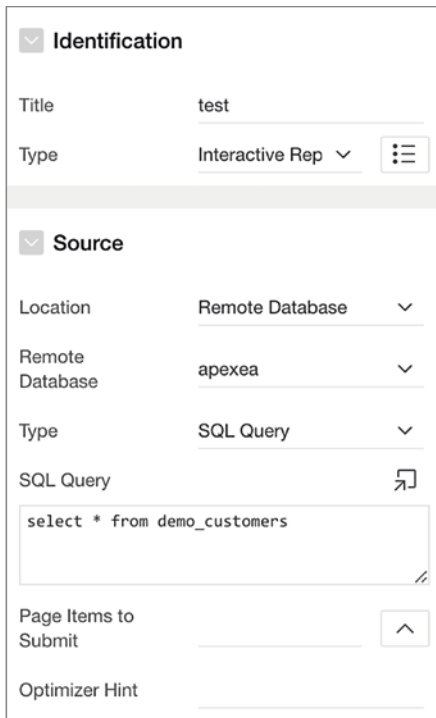 Identification
Title test
Type Interactive Rep
Source
Location Remote Database
Remote
Database apexea
Type SQL Query
SQL Query
select * from demo_customers
Page Items to
Submit
Optimizer Hint